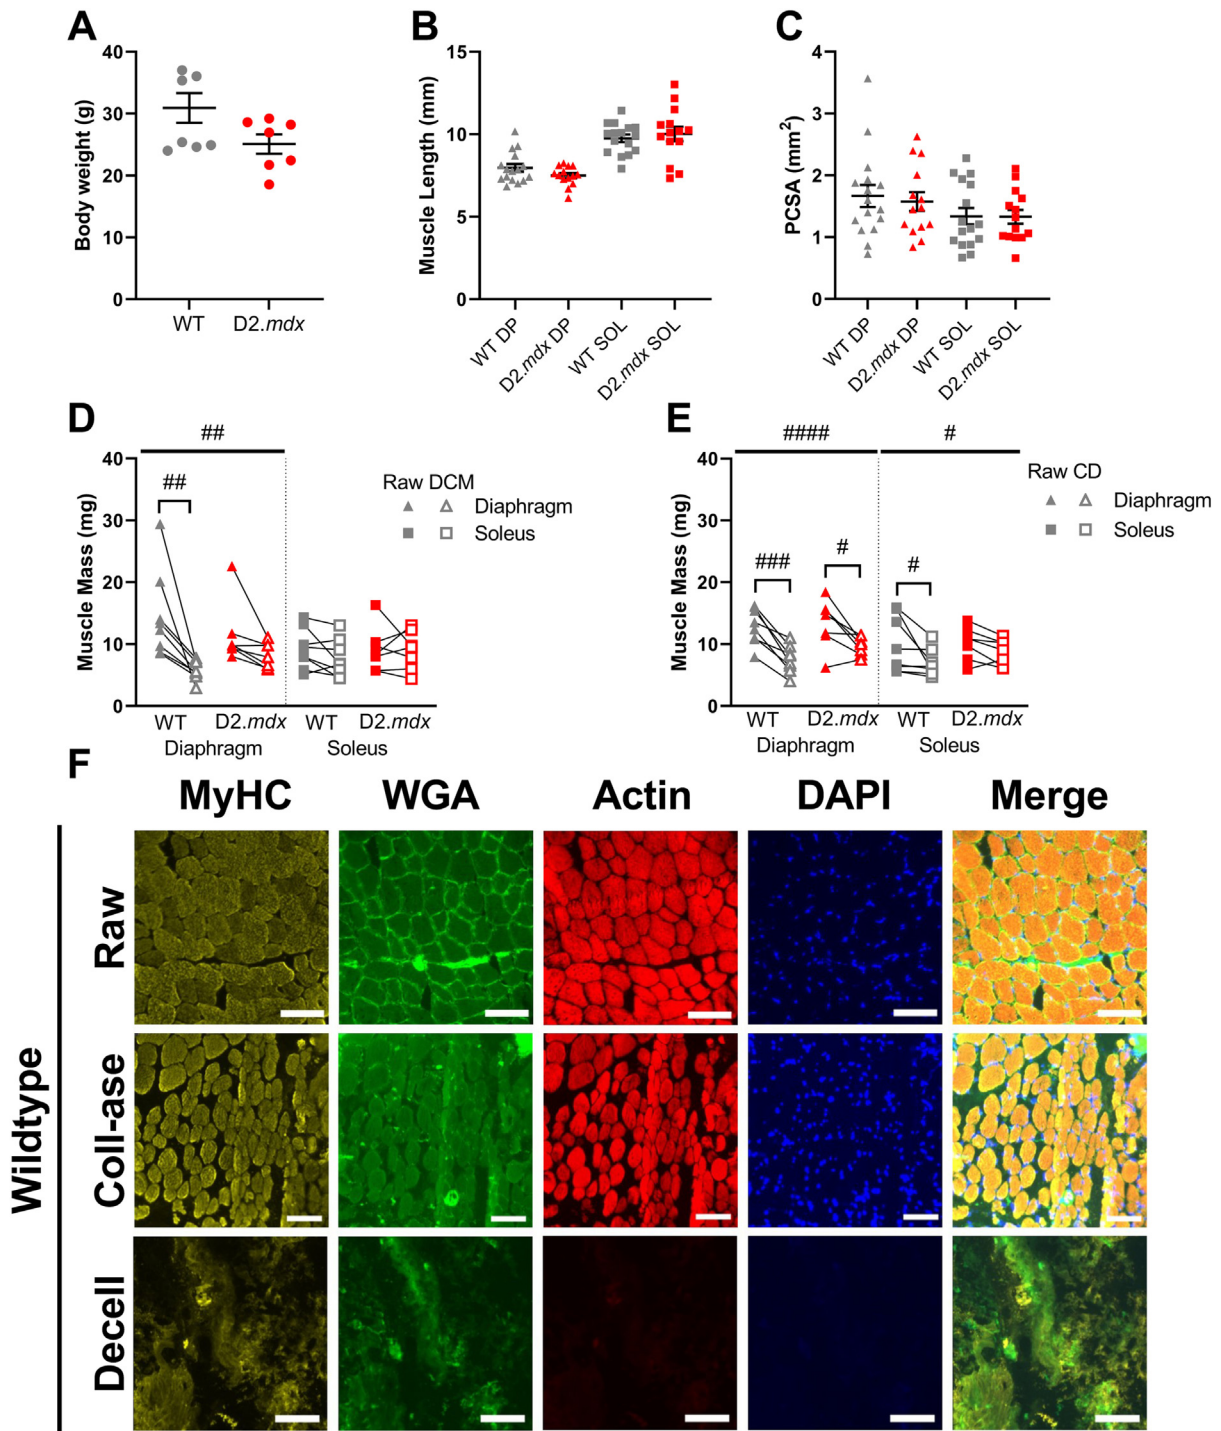 A
Body weight (g)
40
30
20
10
0
WT
D2.mdx
B
Muscle Length (mm)
15
10
5
0
WT DP
D2.mdx DP
WT SOL
D2.mdx SOL
C
PCSA (mm²)
4
3
2
1
0
WT DP
D2.mdx DP
WT SOL
D2.mdx SOL
D
##
##
Muscle Mass (mg)
40
30
20
10
0
WT
D2.mdx
WT
D2.mdx
Diaphragm
Soleus
Raw DCM
Diaphragm
Soleus
E
####
#
###
#
#
Muscle Mass (mg)
40
30
20
10
0
WT
D2.mdx
WT
D2.mdx
Diaphragm
Soleus
Raw CD
Diaphragm
Soleus
F
MyHC
WGA
Actin
DAPI
Merge
Wildtype
Raw
Coll-ase
Decell